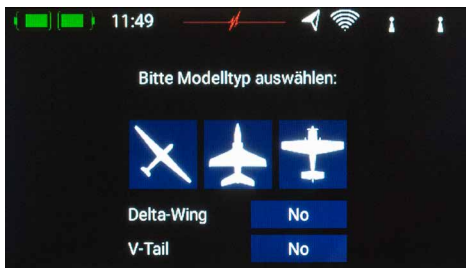 11:49
Bitte Modelltyp auswählen:
Delta-Wing No
V-Tail No